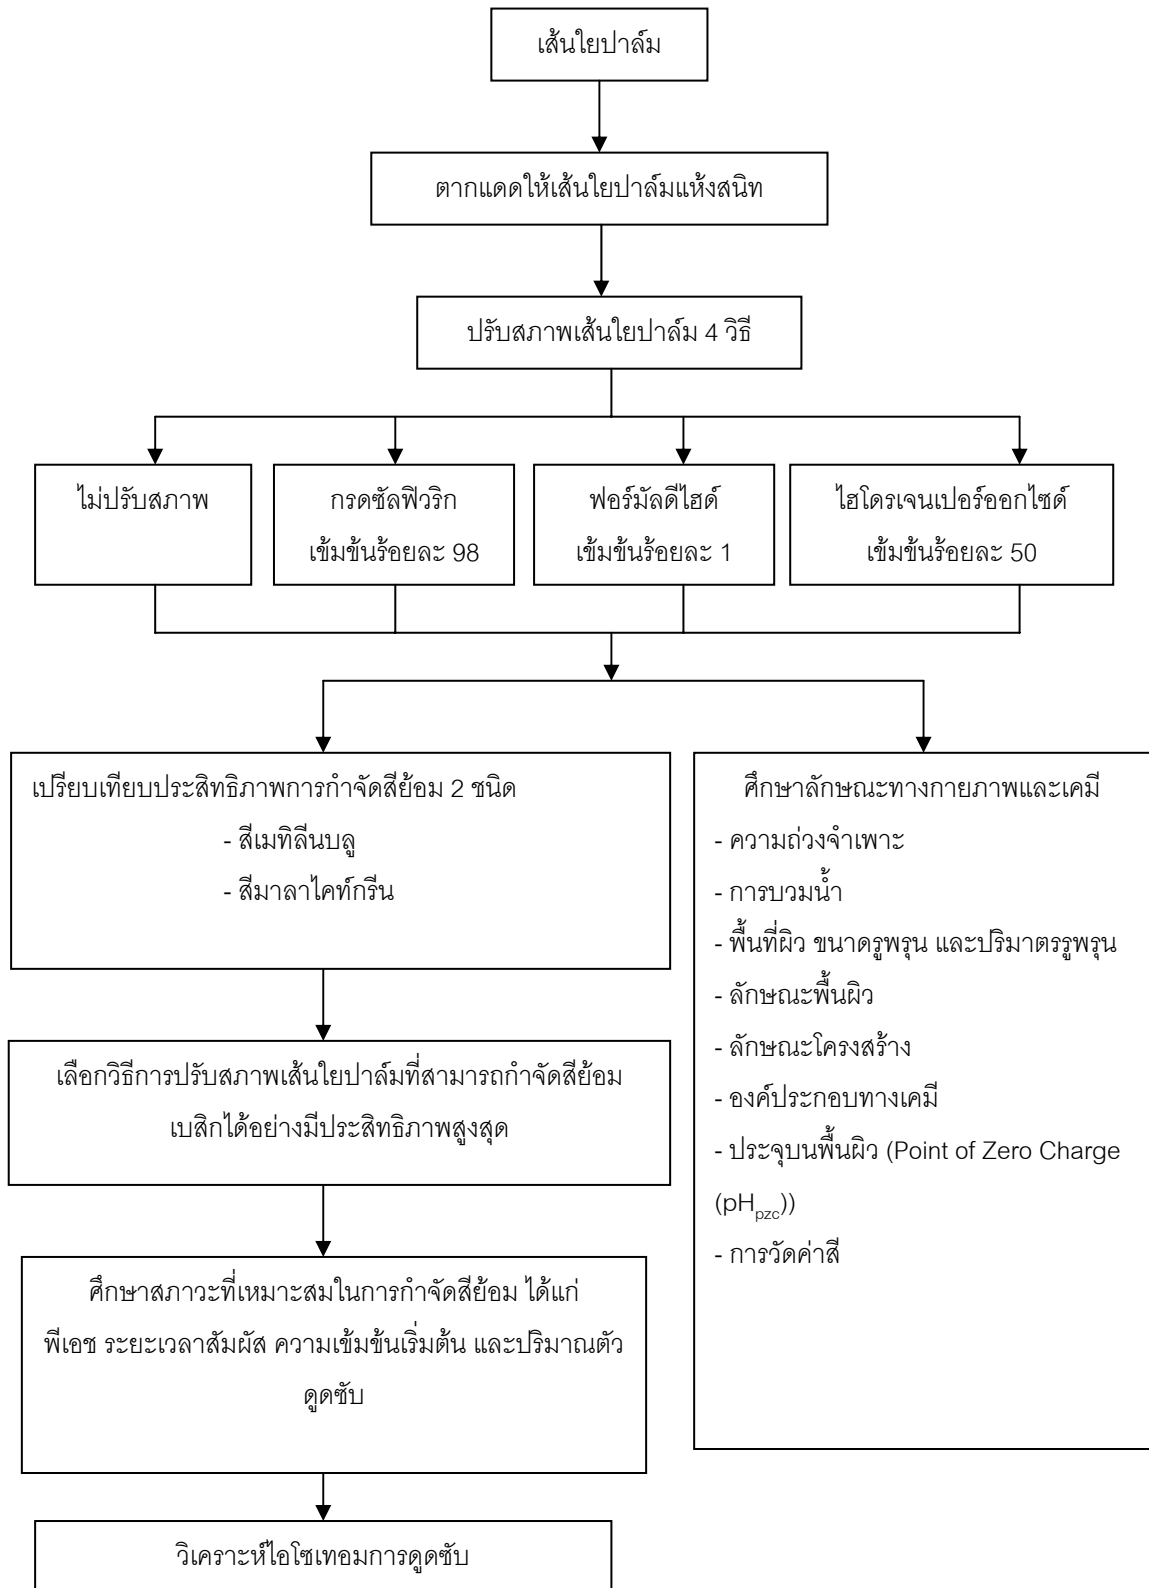 เส้นใยปาล์ม
ตากแดดให้เส้นใยปาล์มแห้งสนิท
ปรับสภาพเส้นใยปาล์ม 4 วิธี
ไม่ปรับสภาพ
กรดซัลฟิวริก
เข้มข้นร้อยละ 98
ฟอร์มัลดีไฮด์
เข้มข้นร้อยละ 1
ไฮโดรเจนเปอร์ออกไซด์
เข้มข้นร้อยละ 50
เปรียบเทียบประสิทธิภาพการกำจัดสีย้อม 2 ชนิด
- สีเมทิลีนบลู
- สีมาลาไคท์กรีน
เลือกวิธีการปรับสภาพเส้นใยปาล์มที่สามารถกำจัดสีย้อม
เบสิกได้อย่างมีประสิทธิภาพสูงสุด
ศึกษาสภาวะที่เหมาะสมในการกำจัดสีย้อม ได้แก่
พีเอช ระยะเวลาสัมผัส ความเข้มข้นเริ่มต้น และปริมาณตัว
ดูดซับ
วิเคราะห์ไอโซเทอมการดูดซับ
ศึกษาลักษณะทางกายภาพและเคมี
- ความถ่วงจำเพาะ
- การบวมน้ำ
- พื้นที่ผิว ขนาดรูพรุน และปริมาตรรูพรุน
- ลักษณะพื้นผิว
- ลักษณะโครงสร้าง
- องค์ประกอบทางเคมี
- ประจุบนพื้นผิว (Point of Zero Charge
(pHpzc))
- การวัดค่าสี